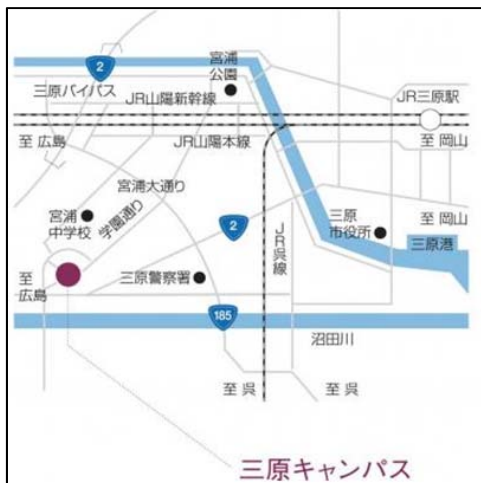 宮浦
公園
2
三原バイパス
JR山陽新幹線
JR三原駅
至 広島
JR山陽本線
至 岡山
宮浦大通り
学園通り
宮浦
中学校
2
JR呉線
三原
市役所
至 岡山
三原港
至
広島
三原警察署
185
沼田川
至 呉
至 呉
三原キャンパス